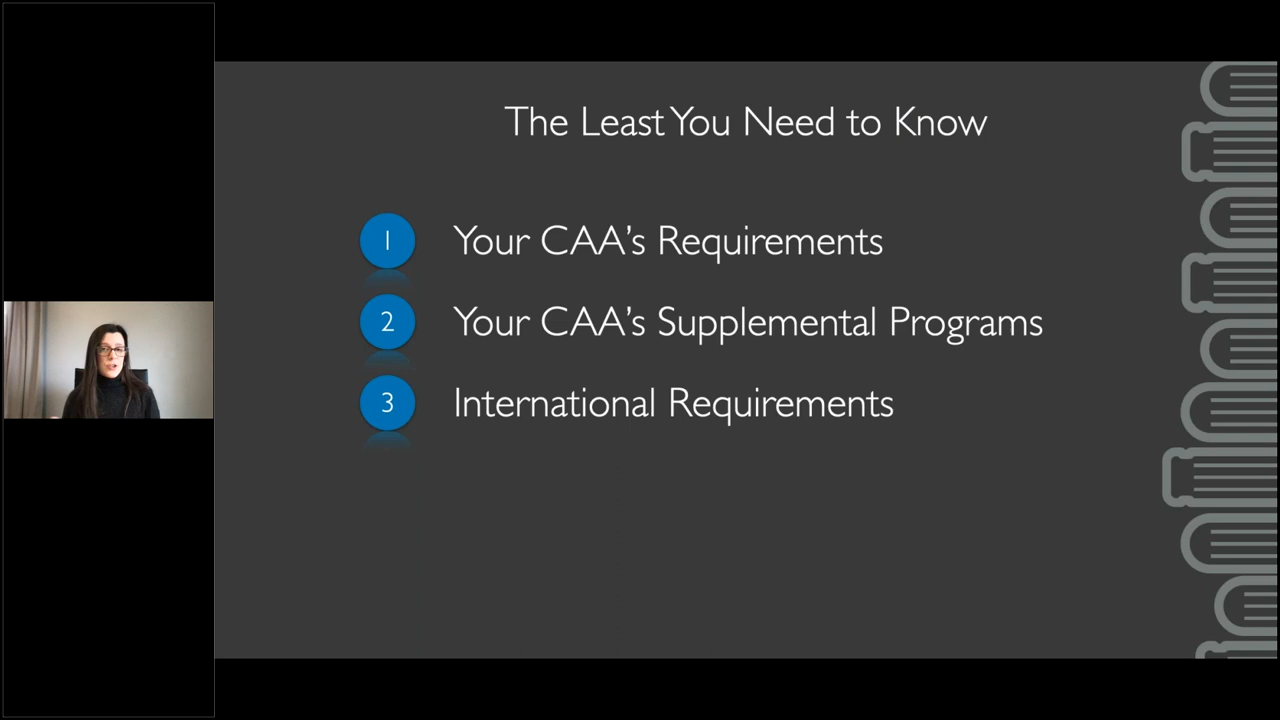 The Least You Need to Know
1 Your CAA’s Requirements
2 Your CAA’s Supplemental Programs
3 International Requirements